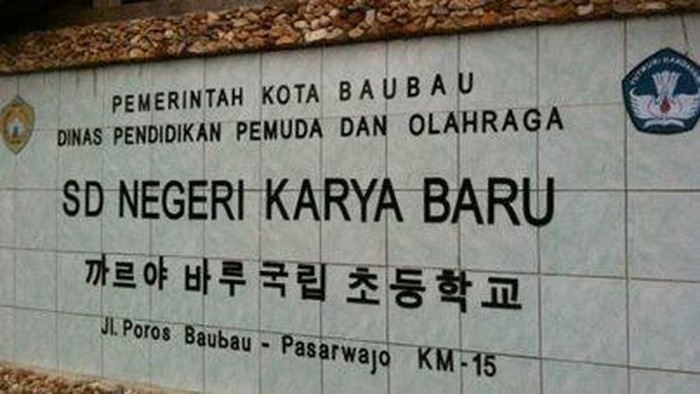 PEMERINTAH KOTA BAUBAU
DINAS PENDIDIKAN PEMUDA DAN OLAHRAGA
SD NEGERI KARYA BARU
까르야 바루 국립 초등학교
Jl. Poros Baubau - Pasarwajo KM-15